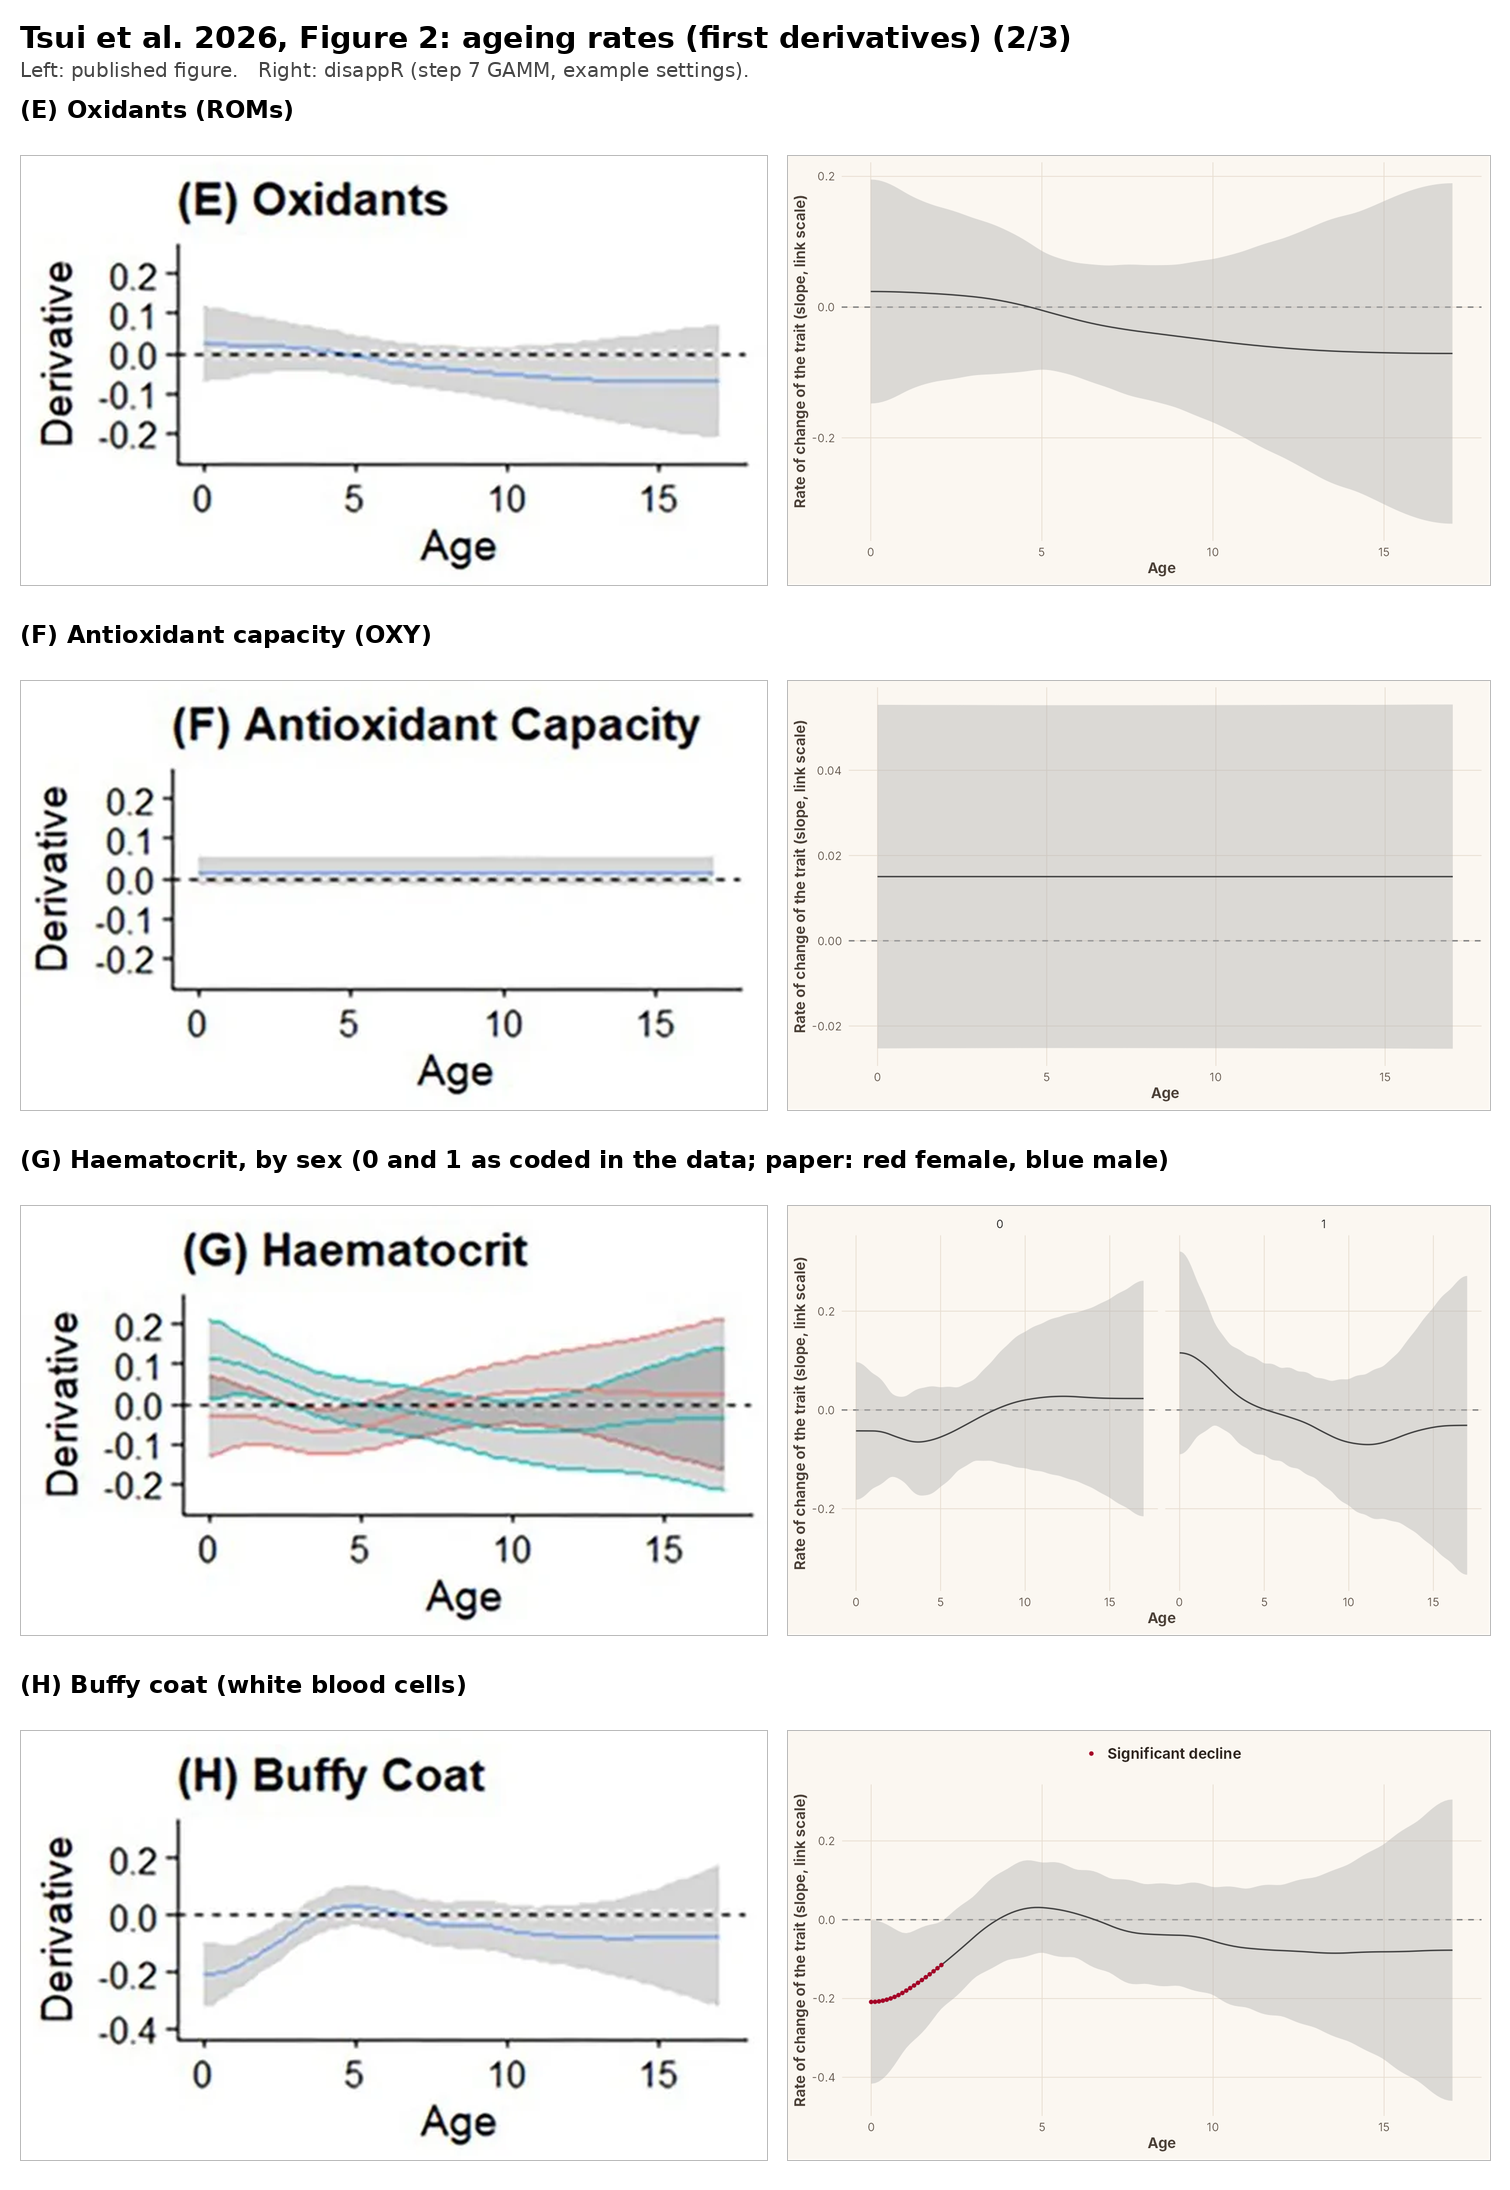 Tsui et al. 2026, Figure 2: ageing rates (first derivatives) (2/3)
Left: published figure.   Right: disappR (step 7 GAMM, example settings).
(E) Oxidants (ROMs)
(E) Oxidants
Derivative
0.2
0.1
0.0
-0.1
-0.2
0 5 10 15
Age
Rate of change of the trait (slope, link scale)
0.2
0.0
-0.2
0 5 10 15
Age
(F) Antioxidant capacity (OXY)
(F) Antioxidant Capacity
Derivative
0.2
0.1
0.0
-0.1
-0.2
0 5 10 15
Age
Rate of change of the trait (slope, link scale)
0.04
0.02
0.00
-0.02
0 5 10 15
Age
(G) Haematocrit, by sex (0 and 1 as coded in the data; paper: red female, blue male)
(G) Haematocrit
Derivative
0.2
0.1
0.0
-0.1
-0.2
0 5 10 15
Age
0 1
Rate of change of the trait (slope, link scale)
0.2
0.0
-0.2
0 5 10 15 0 5 10 15
Age
(H) Buffy coat (white blood cells)
(H) Buffy Coat
Derivative
0.2
0.0
-0.2
-0.4
0 5 10 15
Age
Significant decline
Rate of change of the trait (slope, link scale)
0.2
0.0
-0.2
-0.4
0 5 10 15
Age